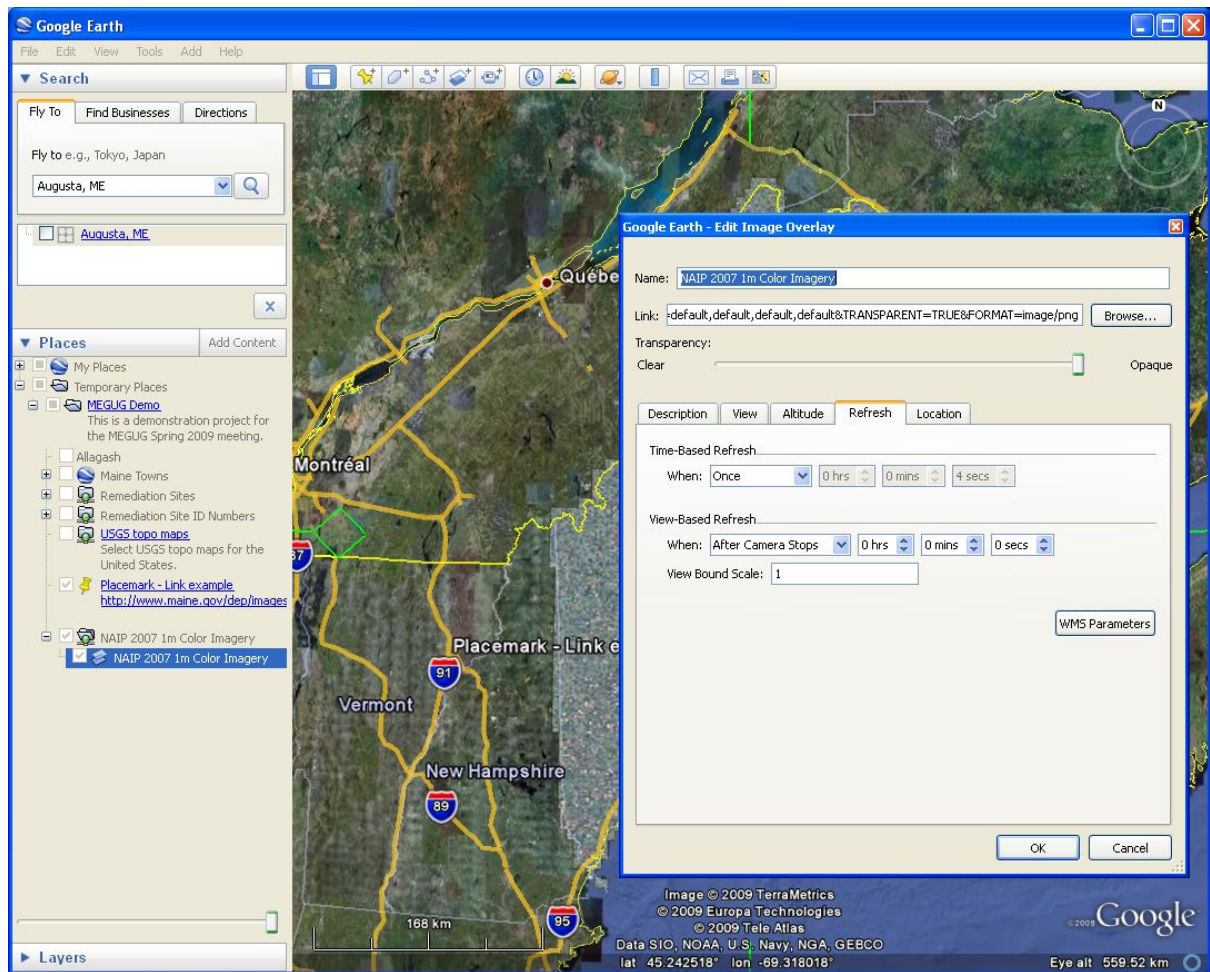 Google Earth
File Edit View Tools Add Help
Search
Fly To Find Businesses Directions
Fly to e.g., Tokyo, Japan
Augusta, ME
Augusta, ME
Places Add Content
My Places
Temporary Places
MEGUG Demo
This is a demonstration project for
the MEGUG Spring 2009 meeting.
Allagash
Maine Towns
Remediation Sites
Remediation Site ID Numbers
USGS topo maps
Select USGS topo maps for the
United States.
Placemark - Link example
http://www.maine.gov/dep/images
NAIP 2007 1m Color Imagery
NAIP 2007 1m Color Imagery
Layers
N
Québe
Montréal
87
Placemark - Link e
91
Vermont
New Hampshire
89
95
168 km
Google Earth - Edit Image Overlay
Name: NAIP 2007 1m Color Imagery
Link: =default,default,default,default&TRANSPARENT=TRUE&FORMAT=image/png Browse...
Transparency:
Clear Opaque
Description View Altitude Refresh Location
Time-Based Refresh
When: Once 0 hrs 0 mins 4 secs
View-Based Refresh
When: After Camera Stops 0 hrs 0 mins 0 secs
View Bound Scale: 1
WMS Parameters
OK Cancel
Image © 2009 TerraMetrics
© 2009 Europa Technologies
© 2009 Tele Atlas
Data SIO, NOAA, U.S. Navy, NGA, GEBCO
©2009 Google
lat 45.242518° lon -69.318018° Eye alt 559.52 km